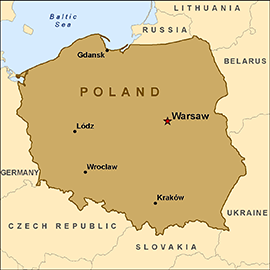 LITHUANIA
Baltic
Sea
RUSSIA
Gdansk
BELARUS
POLAND
Warsaw
Lódz
GERMANY
Wroclaw
Kraków
UKRAINE
CZECH REPUBLIC
SLOVAKIA